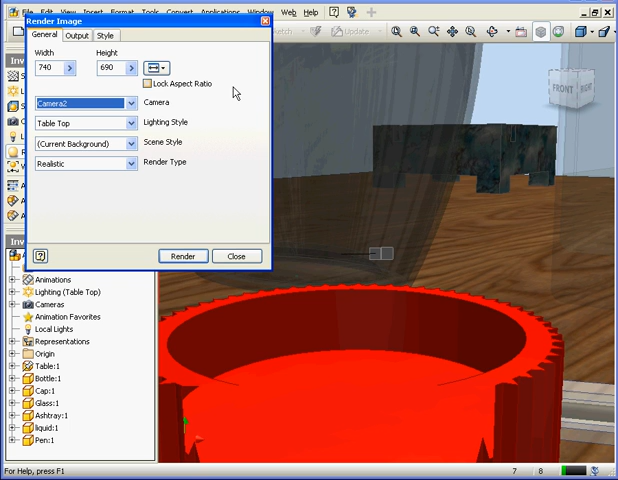 File Edit View Insert Format Tools Convert Applications Window Web Help
Render Image
Update
General Output Style
Width Height
740 690
Lock Aspect Ratio
Camera2 Camera
Table Top Lighting Style
(Current Background) Scene Style
Realistic Render Type
Render Close
FRONT RIGHT
Animations
Lighting (Table Top)
Cameras
Animation Favorites
Local Lights
Representations
Origin
Table:1
Bottle:1
Cap:1
Glass:1
Ashtray:1
liquid:1
Pen:1
For Help, press F1 7 8